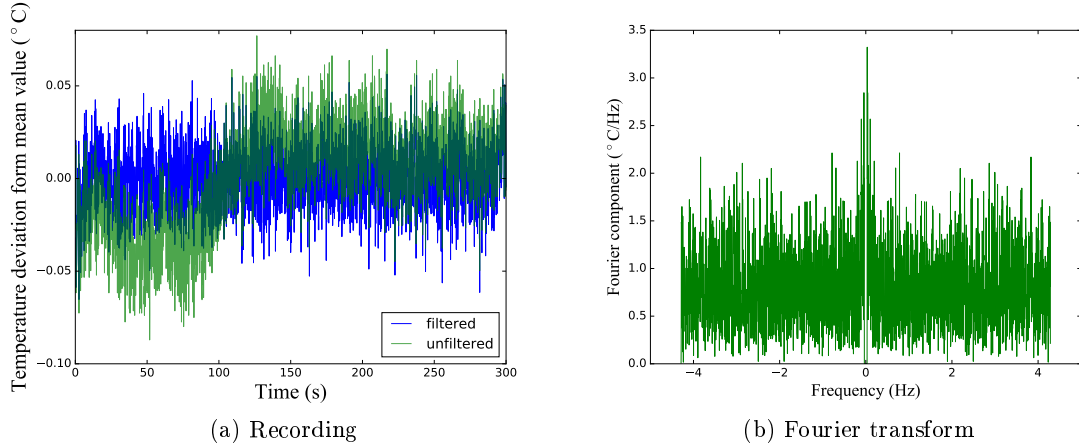 Temperature deviation form mean value (°C)
0.05
0.00
−0.05
−0.10
0 50 100 150 200 250 300
Time (s)
filtered
unfiltered
(a) Recording
Fourier component (°C/Hz)
3.5
3.0
2.5
2.0
1.5
1.0
0.5
0.0
−4 −2 0 2 4
Frequency (Hz)
(b) Fourier transform